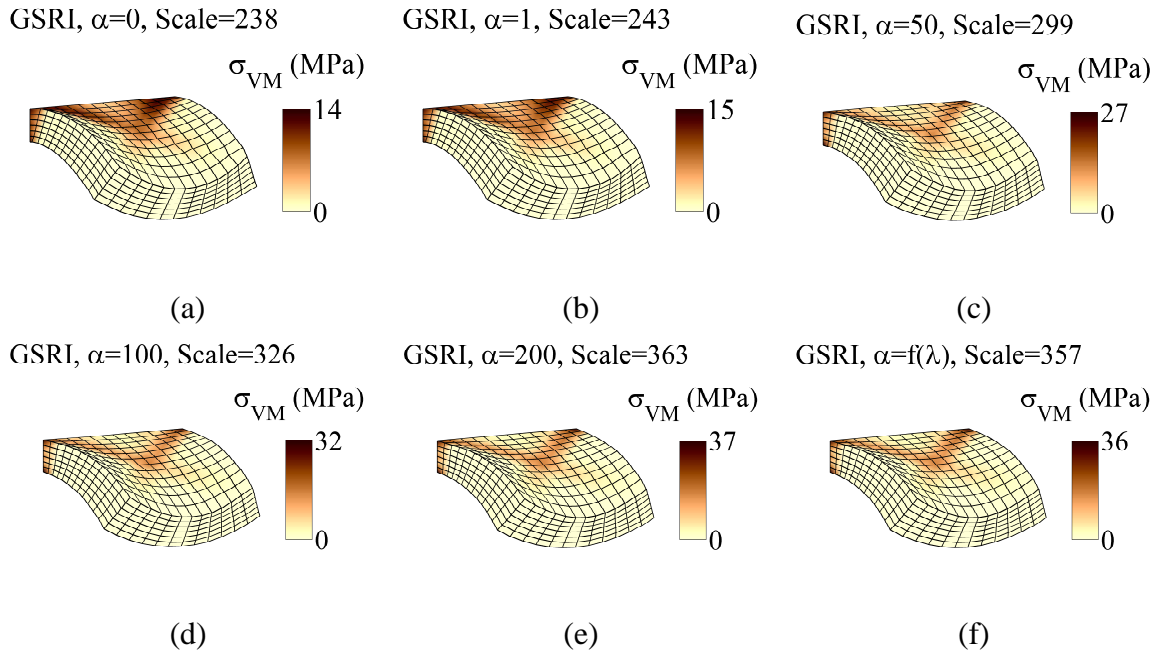 GSRI, α=0, Scale=238
σVM (MPa)
14
0
(a)
GSRI, α=1, Scale=243
σVM (MPa)
15
0
(b)
GSRI, α=50, Scale=299
σVM (MPa)
27
0
(c)
GSRI, α=100, Scale=326
σVM (MPa)
32
0
(d)
GSRI, α=200, Scale=363
σVM (MPa)
37
0
(e)
GSRI, α=f(λ), Scale=357
σVM (MPa)
36
0
(f)